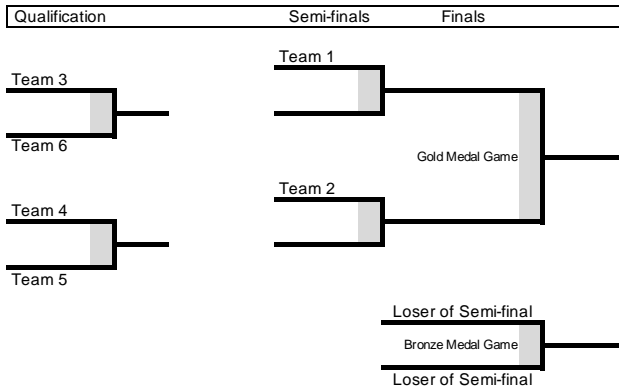 Qualification Semi-finals Finals
Team 1
Team 3
Team 6
Gold Medal Game
Team 2
Team 4
Team 5
Loser of Semi-final
Bronze Medal Game
Loser of Semi-final